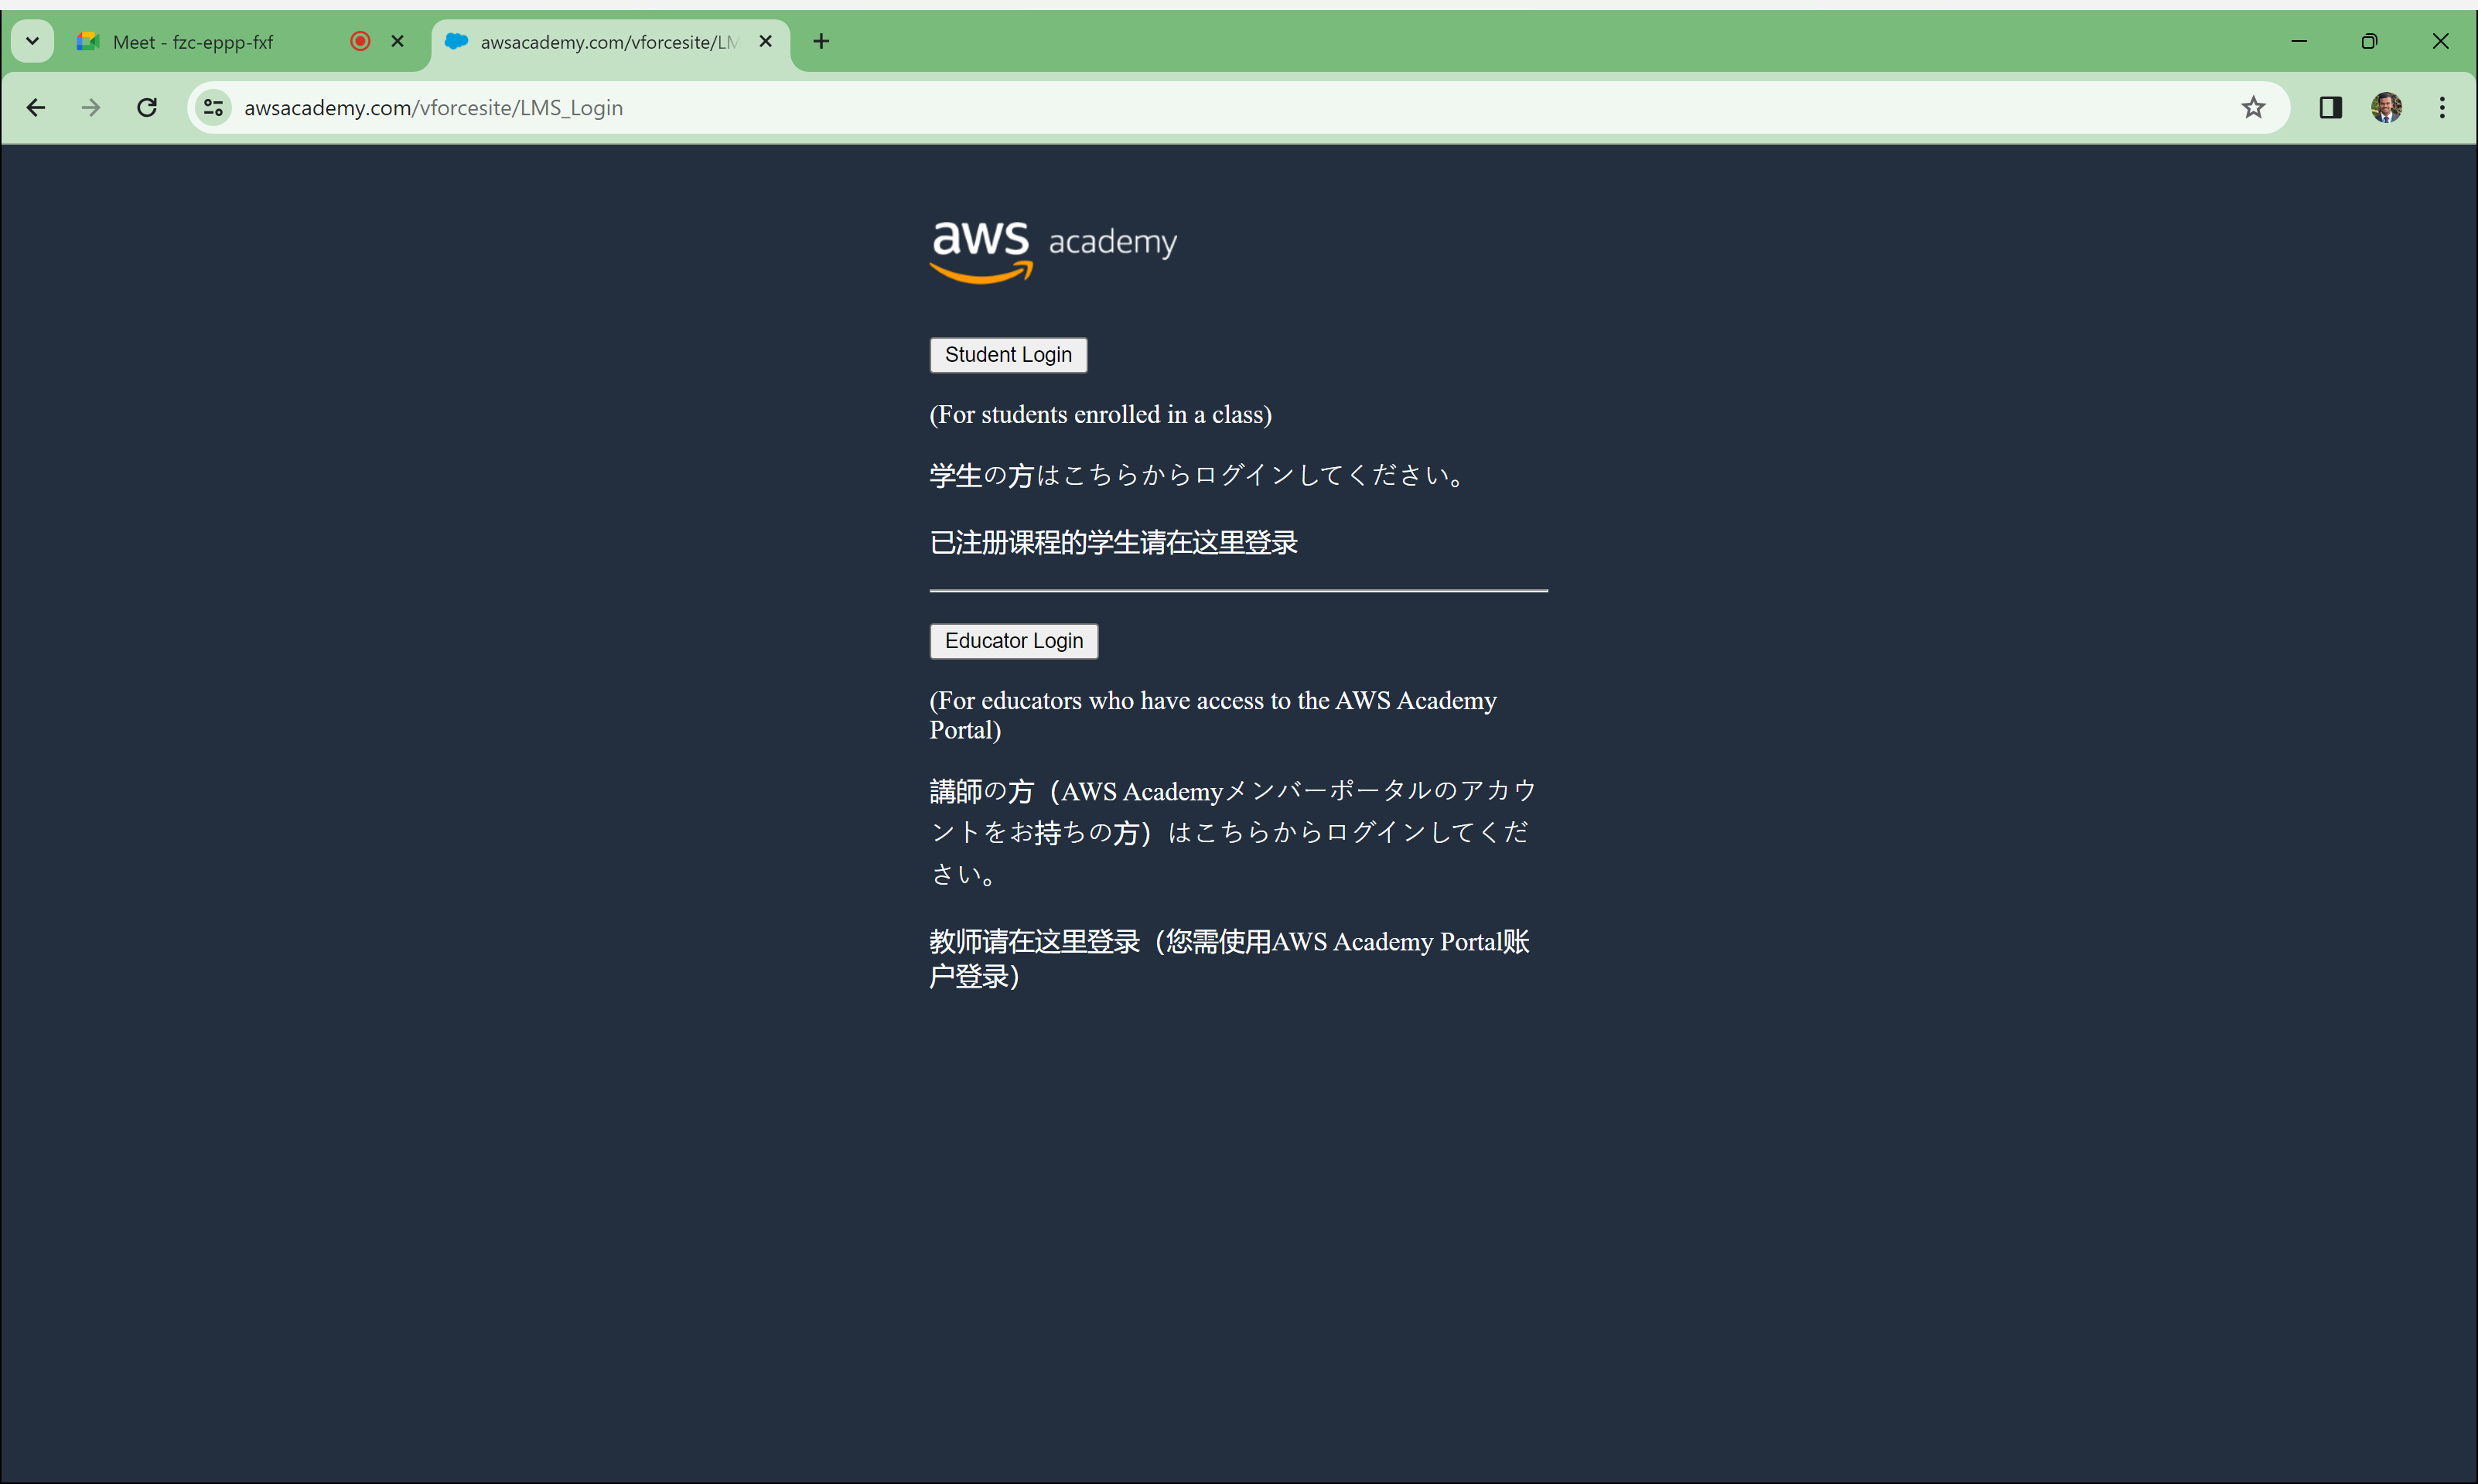 Meet - fzc-eppp-fxf
awsacademy.com/vforcesite/LM
awsacademy.com/vforcesite/LMS_Login
aws academy
Student Login
(For students enrolled in a class)
学生の方はこちらからログインしてください。
已注册课程的学生请在这里登录
Educator Login
(For educators who have access to the AWS Academy
Portal)
講師の方（AWS Academyメンバーポータルのアカウ
ントをお持ちの方）はこちらからログインしてくだ
さい。
教师请在这里登录（您需使用AWS Academy Portal账
户登录）